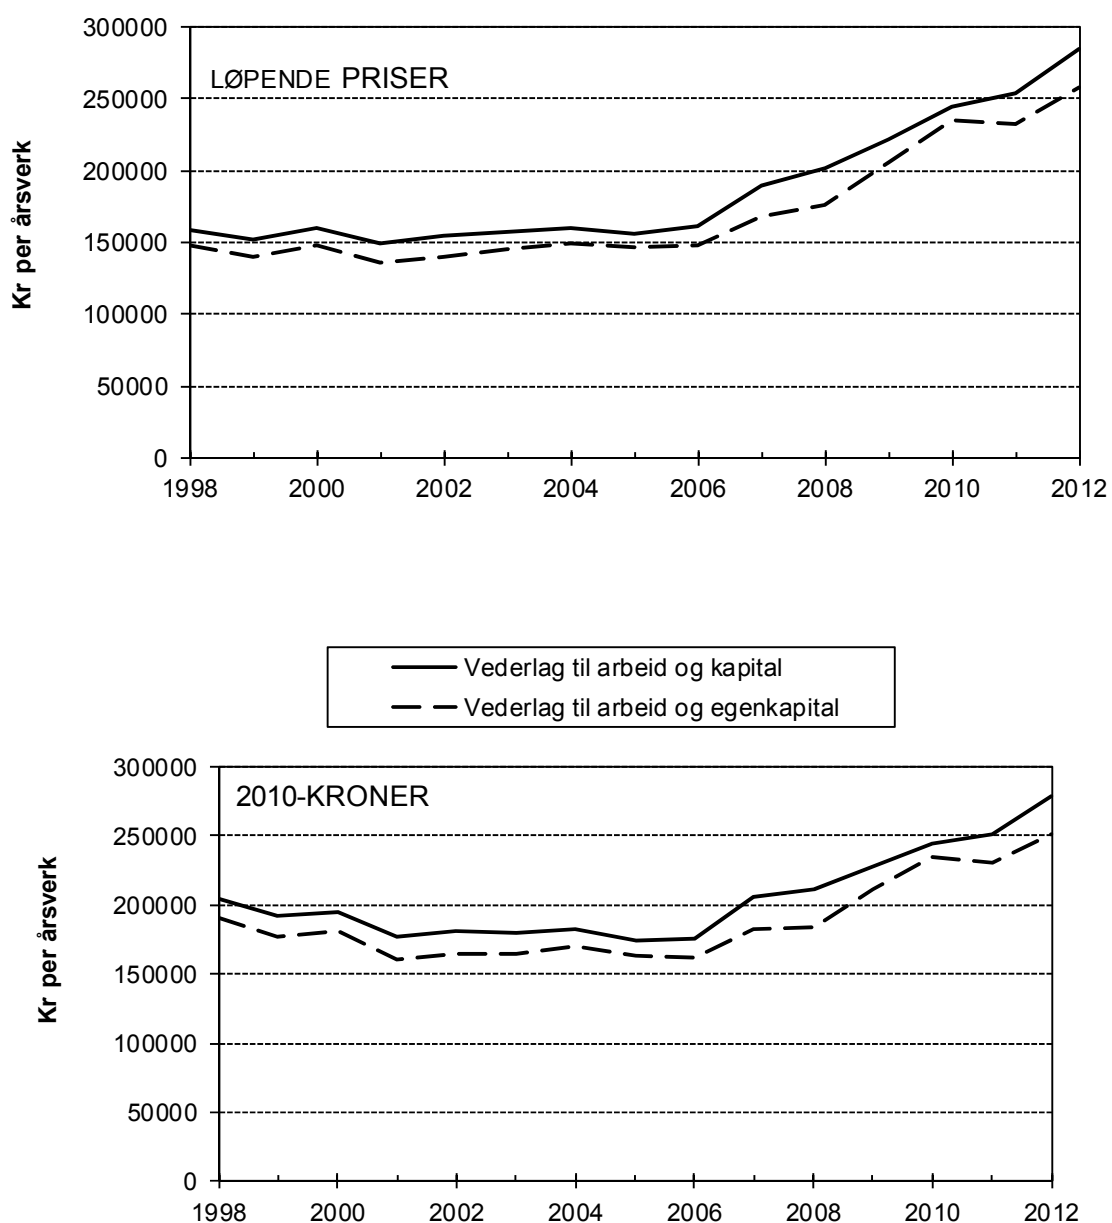 300000
LØPENDE PRISER
250000
200000
150000
100000
50000
0
Kr per årsverk
1998 2000 2002 2004 2006 2008 2010 2012
Vederlag til arbeid og kapital
Vederlag til arbeid og egenkapital
300000
2010-KRONER
250000
200000
150000
100000
50000
0
Kr per årsverk
1998 2000 2002 2004 2006 2008 2010 2012